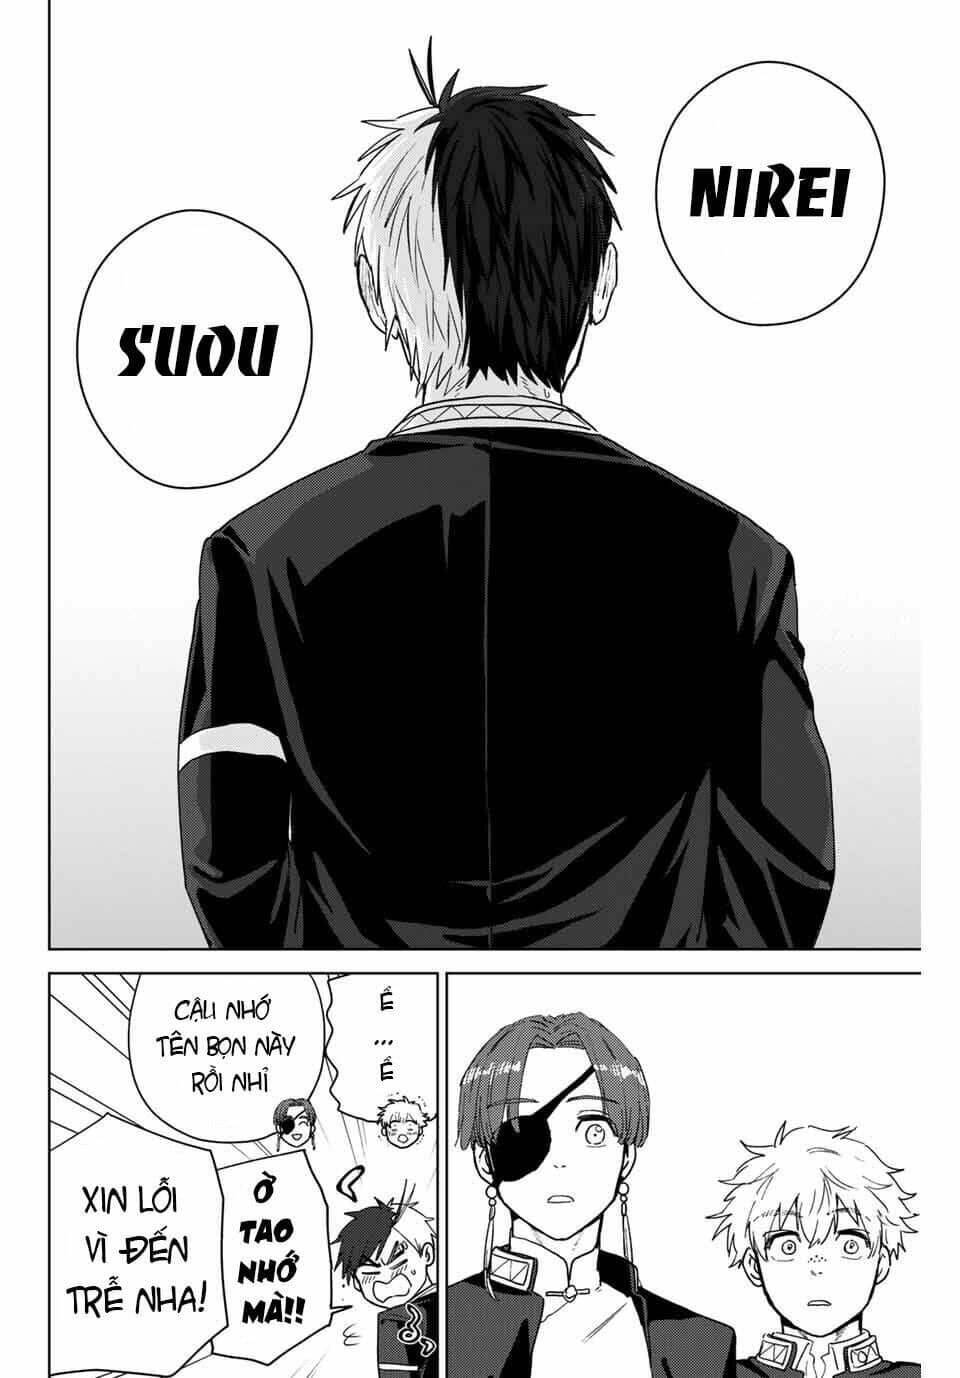 NIREI
SUOU
Ề
...
Ề
CẬU NHỚ
TÊN BỌN NÀY
RỒI NHỈ
Ờ
TAO
NHỚ
MÀ!!
XIN LỖI
VÌ ĐẾN
TRỄ NHA!